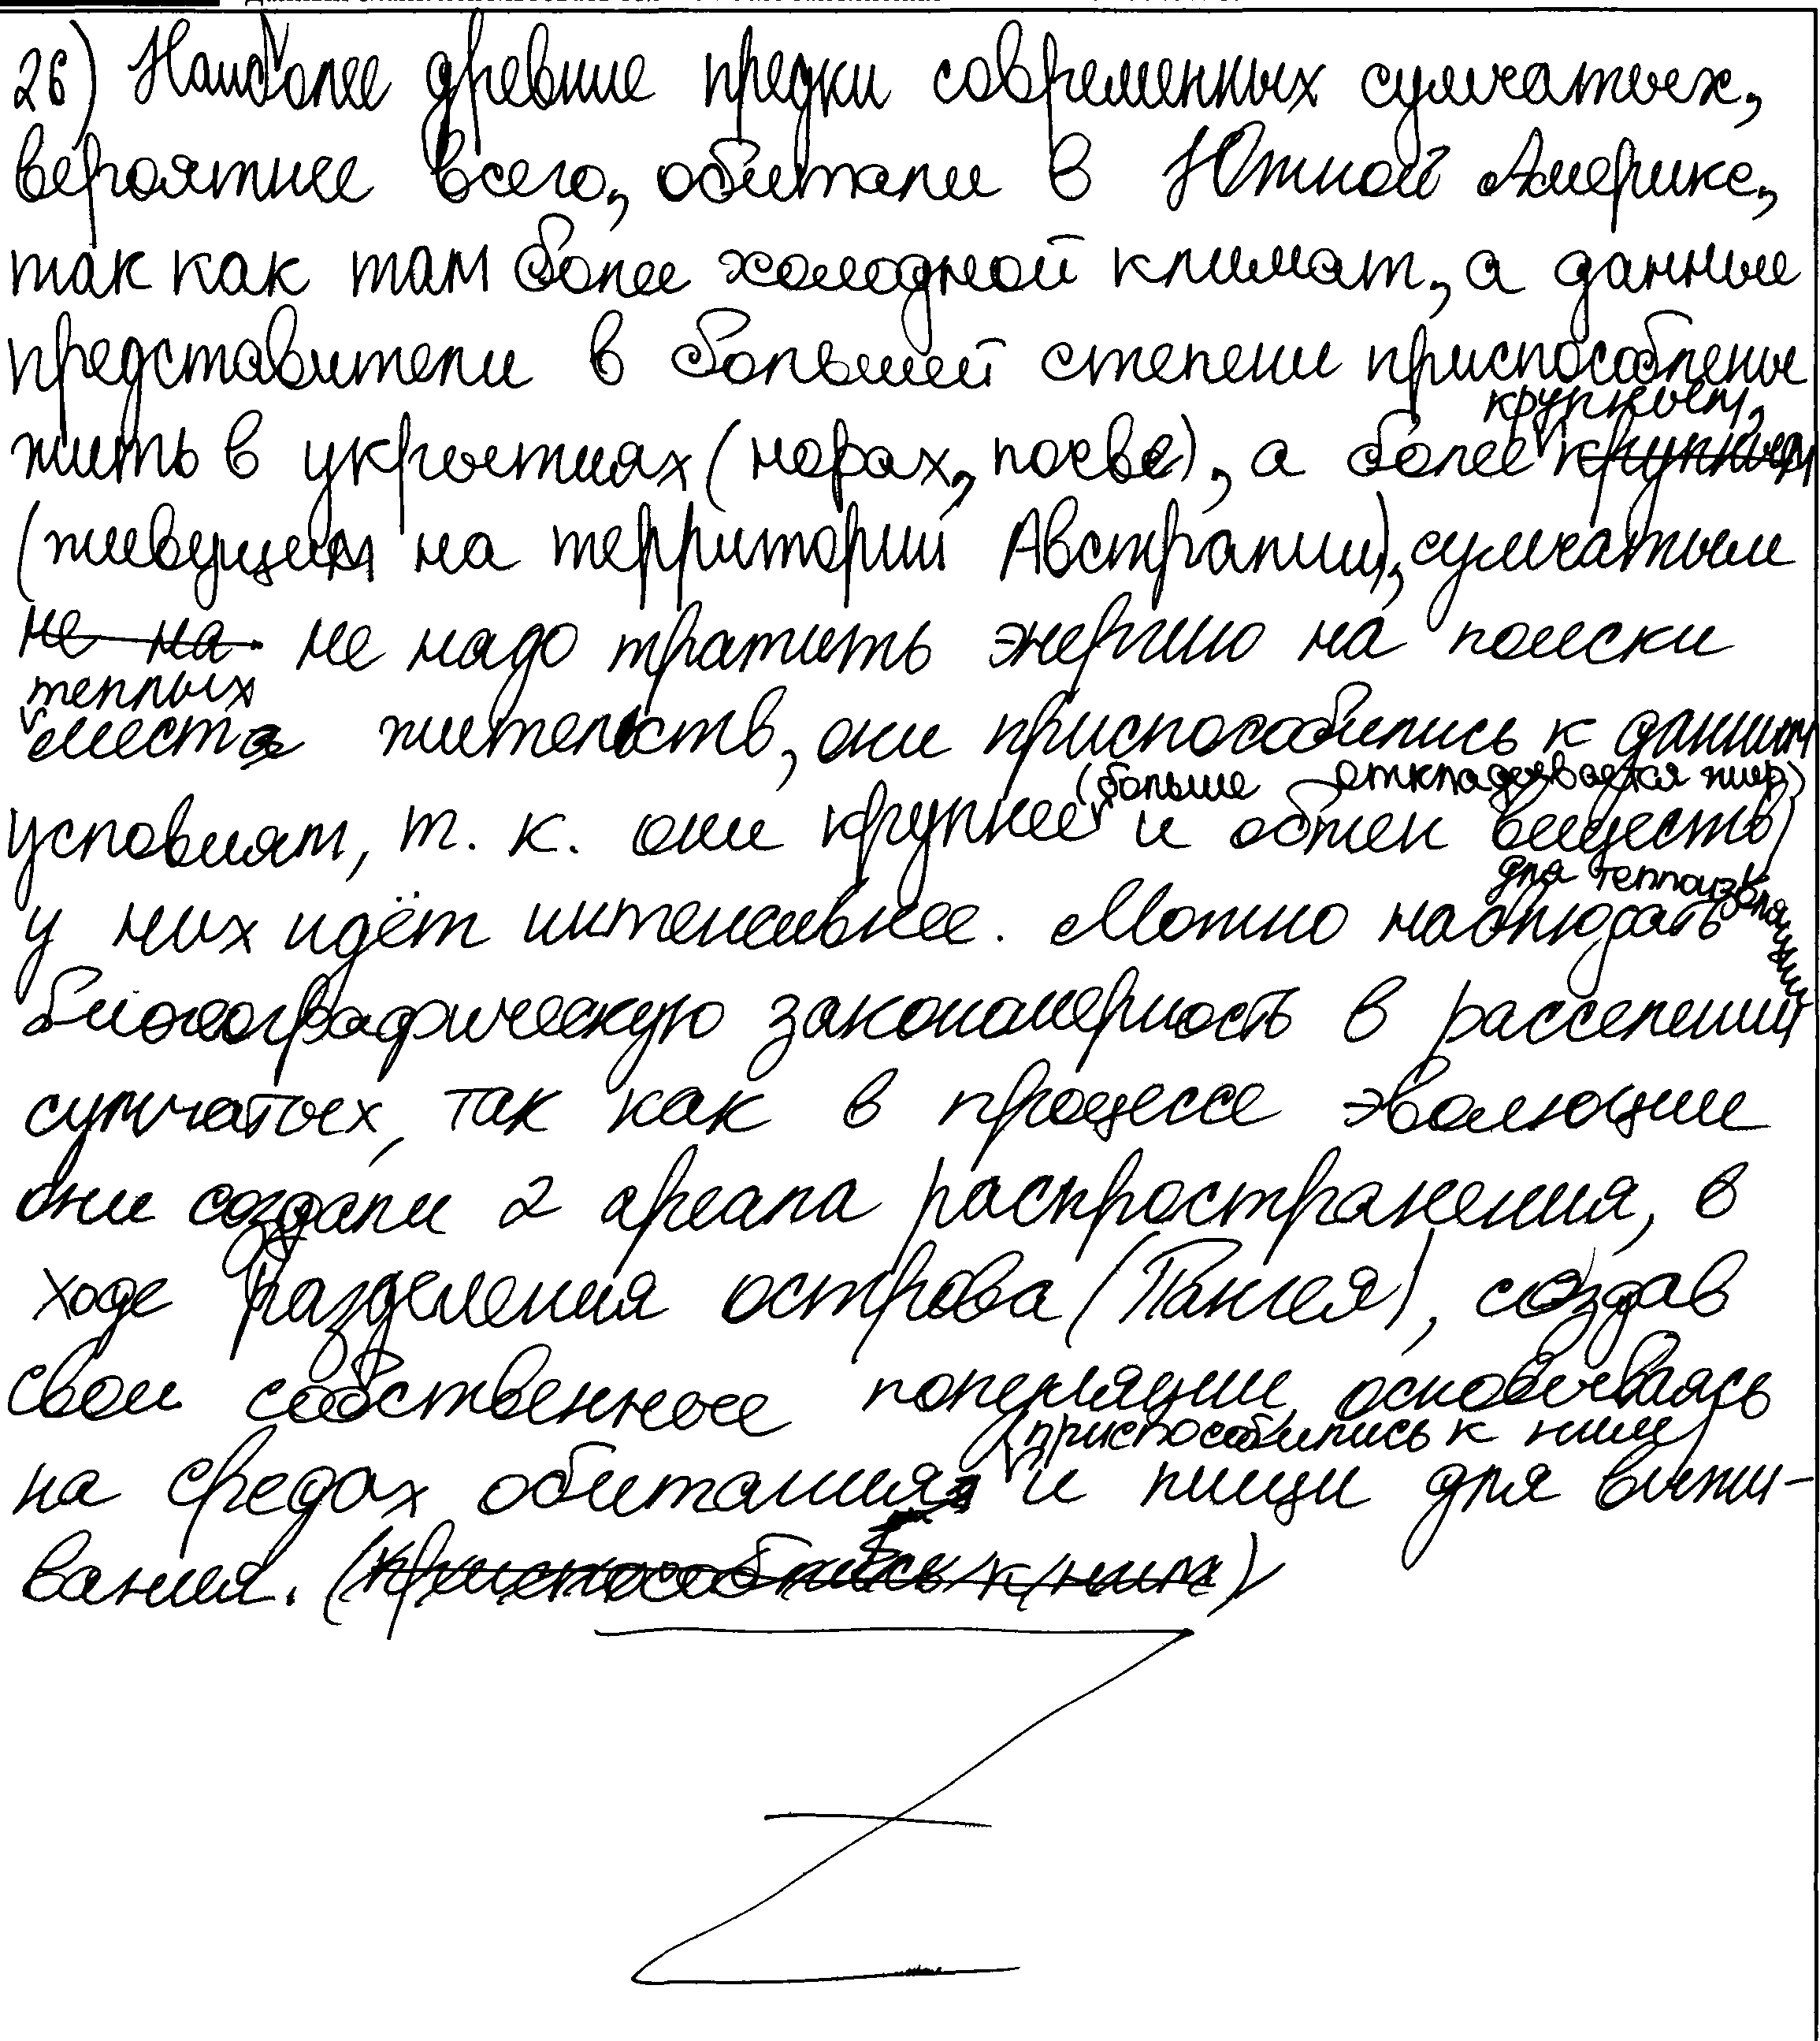 26) Наиболее древние предки современных сумчатых,
вероятнее всего, обитали в Южной Америке,
так как там более холодной климат, а данные
представители в большей степени приспособлены
жить в укрытиях (норах, почве), а более крупным,
(живущим на территории Австралии), сумчатым
не на не надо тратить энергию на поиски
теплых мест жительств, они приспособились к данным
условиям, т. к. они крупнее (больше откладывается жир для теплоизоляции) и обмен веществ
у них идёт интенсивнее. Можно наблюдать
биогеографическую закономерность в расселении
сумчатых, так как в процессе эволюции
они создали 2 ареала распространения, в
ходе разделения острова (Пангея), создав
свои собственные популяции, основываясь
на средах обитания (приспособились к ним) и пищи для выжи-
вания. (приспособились к ним)